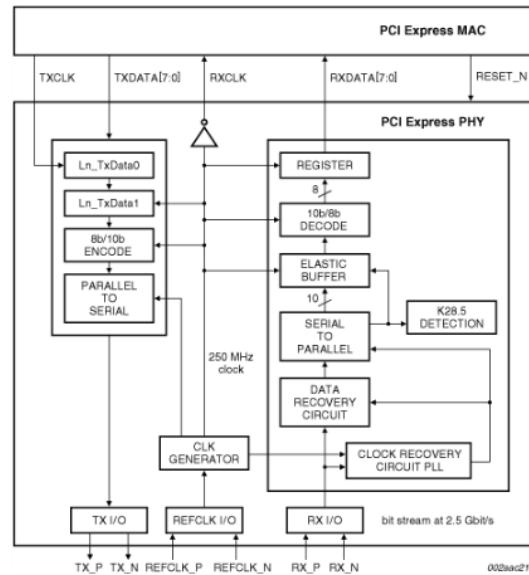 PCI Express MAC
TXCLK
TXDATA[7:0]
RXCLK
RXDATA[7:0]
RESET_N
PCI Express PHY
Ln_TxData0
Ln_TxData1
8b/10b
ENCODE
PARALLEL
TO
SERIAL
REGISTER
8
10b/8b
DECODE
ELASTIC
BUFFER
10
SERIAL
TO
PARALLEL
K28.5
DETECTION
250 MHz
clock
DATA
RECOVERY
CIRCUIT
CLK
GENERATOR
CLOCK RECOVERY
CIRCUIT PLL
TX I/O
REFCLK I/O
RX I/O
bit stream at 2.5 Gbit/s
TX_P
TX_N
REFCLK_P
REFCLK_N
RX_P
RX_N